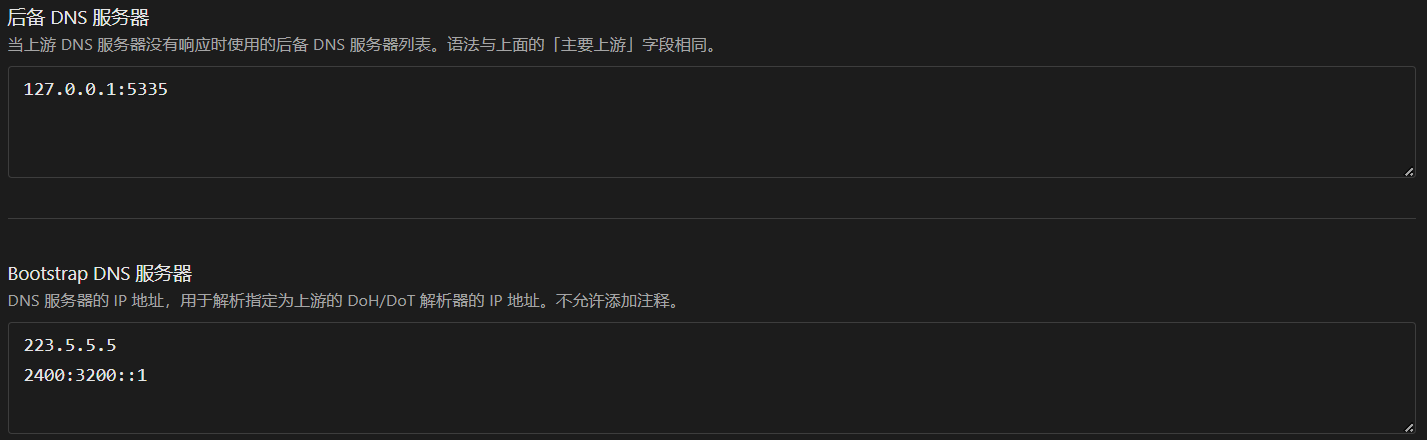 后备 DNS 服务器
当上游 DNS 服务器没有响应时使用的后备 DNS 服务器列表。语法与上面的「主要上游」字段相同。
127.0.0.1:5335
Bootstrap DNS 服务器
DNS 服务器的 IP 地址，用于解析指定为上游的 DoH/DoT 解析器的 IP 地址。不允许添加注释。
223.5.5.5
2400:3200::1